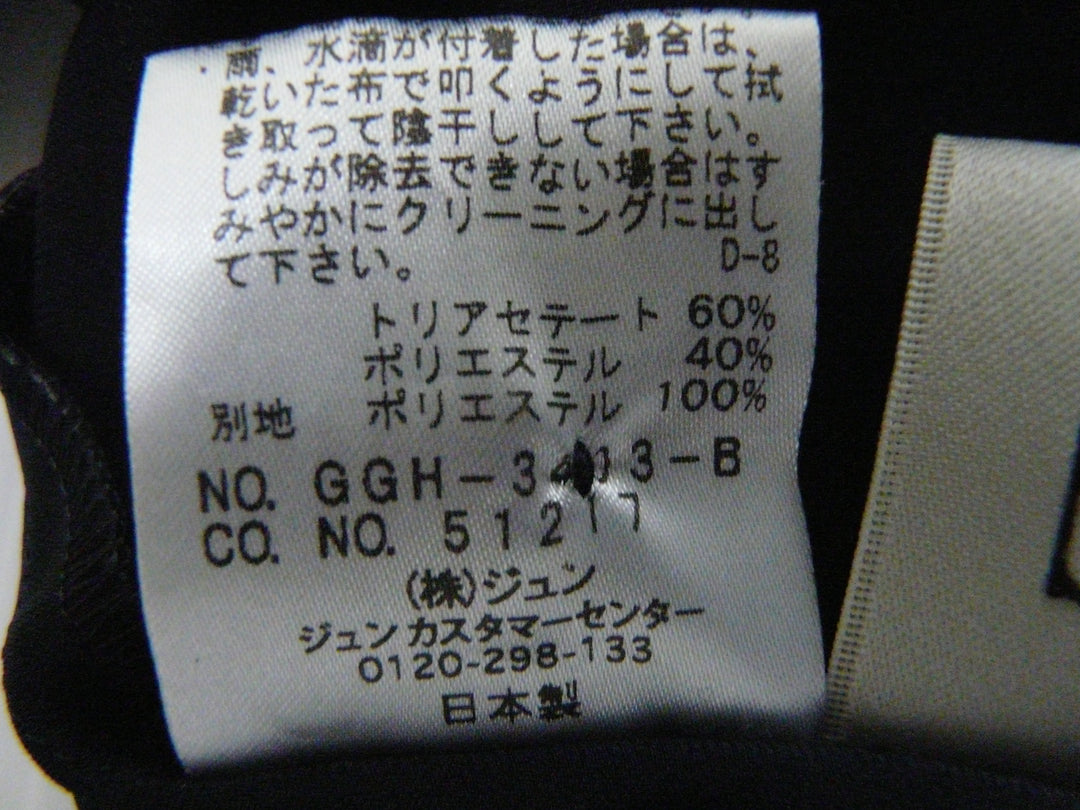 雨、水滴が付着した場合は、
乾いた布で叩くようにして拭
き取って陰干しして下さい。
しみが除去できない場合はす
みやかにクリーニングに出し
て下さい。 D-8
トリアセテート 60%
ポリエステル 40%
別地 ポリエステル 100%
NO.
CO. NO. 51217
(株)ジュン
ジュンカスタマーセンター
0120-298-133
日本製